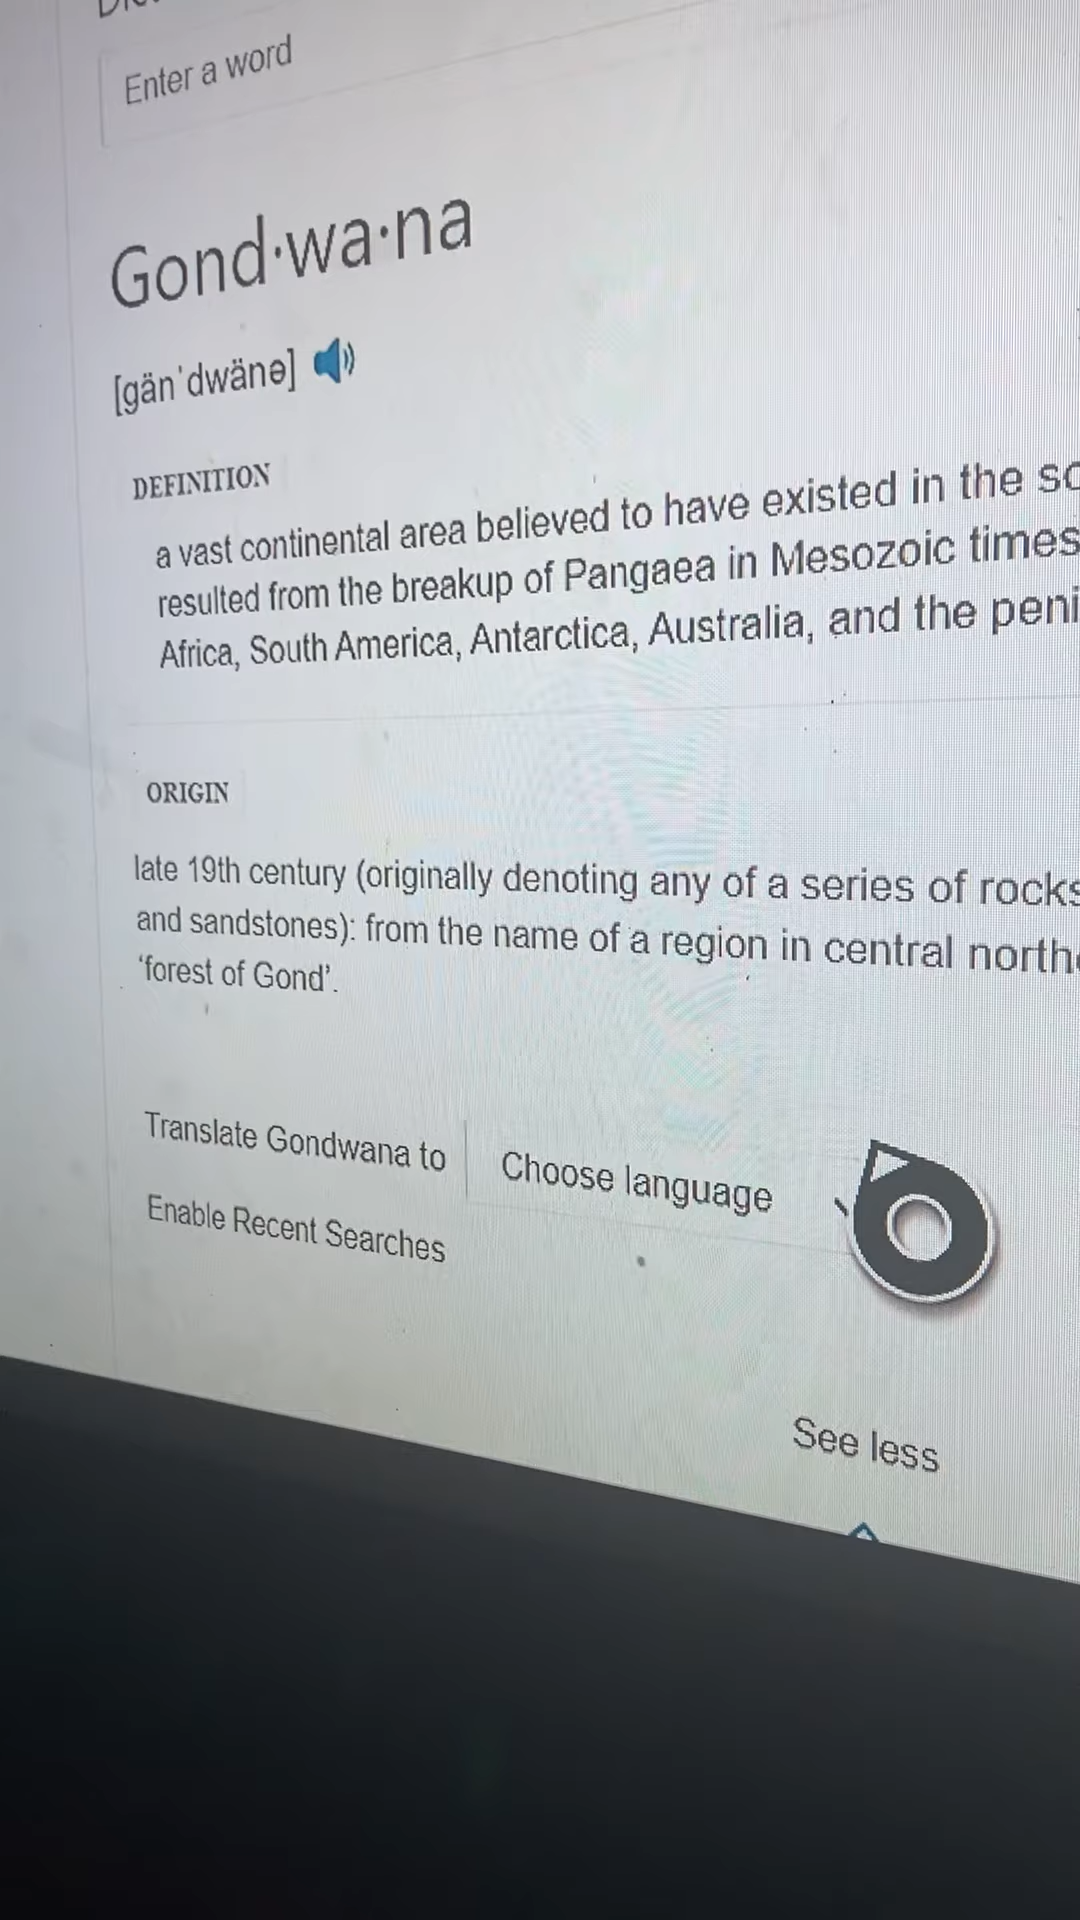 Enter a word
Gond·wa·na
[gänˈdwänə]
DEFINITION
a vast continental area believed to have existed in the
resulted from the breakup of Pangaea in Mesozoic times
Africa, South America, Antarctica, Australia, and the
ORIGIN
late 19th century (originally denoting any of a series of rocks
and sandstones): from the name of a region in central
‘forest of Gond’.
Translate Gondwana to
Choose language
Enable Recent Searches
See less